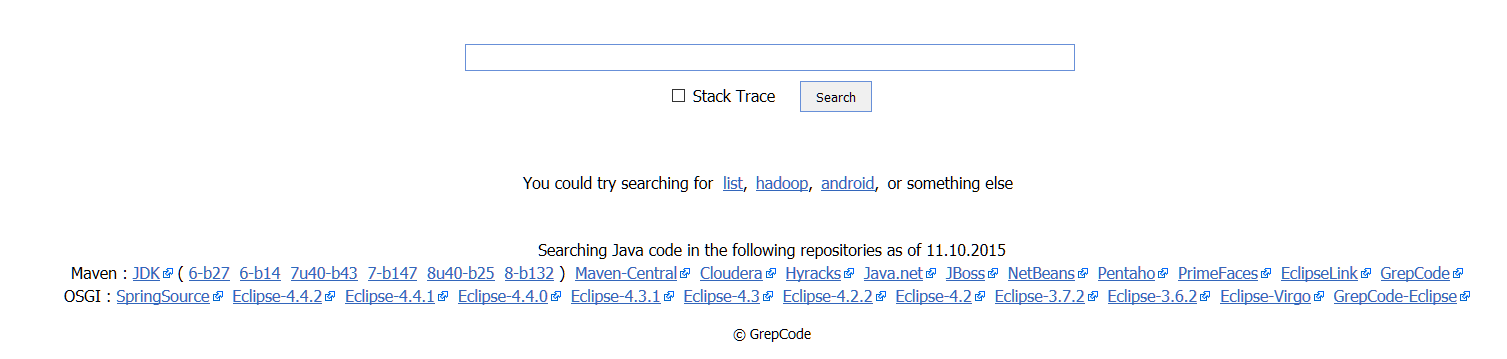 Stack Trace Search
You could try searching for list, hadoop, android, or something else
Searching Java code in the following repositories as of 11.10.2015
Maven : JDK ( 6-b27 6-b14 7u40-b43 7-b147 8u40-b25 8-b132 ) Maven-Central Cloudera Hyracks Java.net JBoss NetBeans Pentaho PrimeFaces EclipseLink GrepCode
OSGI : SpringSource Eclipse-4.4.2 Eclipse-4.4.1 Eclipse-4.4.0 Eclipse-4.3.1 Eclipse-4.3 Eclipse-4.2.2 Eclipse-4.2 Eclipse-3.7.2 Eclipse-3.6.2 Eclipse-Virgo GrepCode-Eclipse
© GrepCode